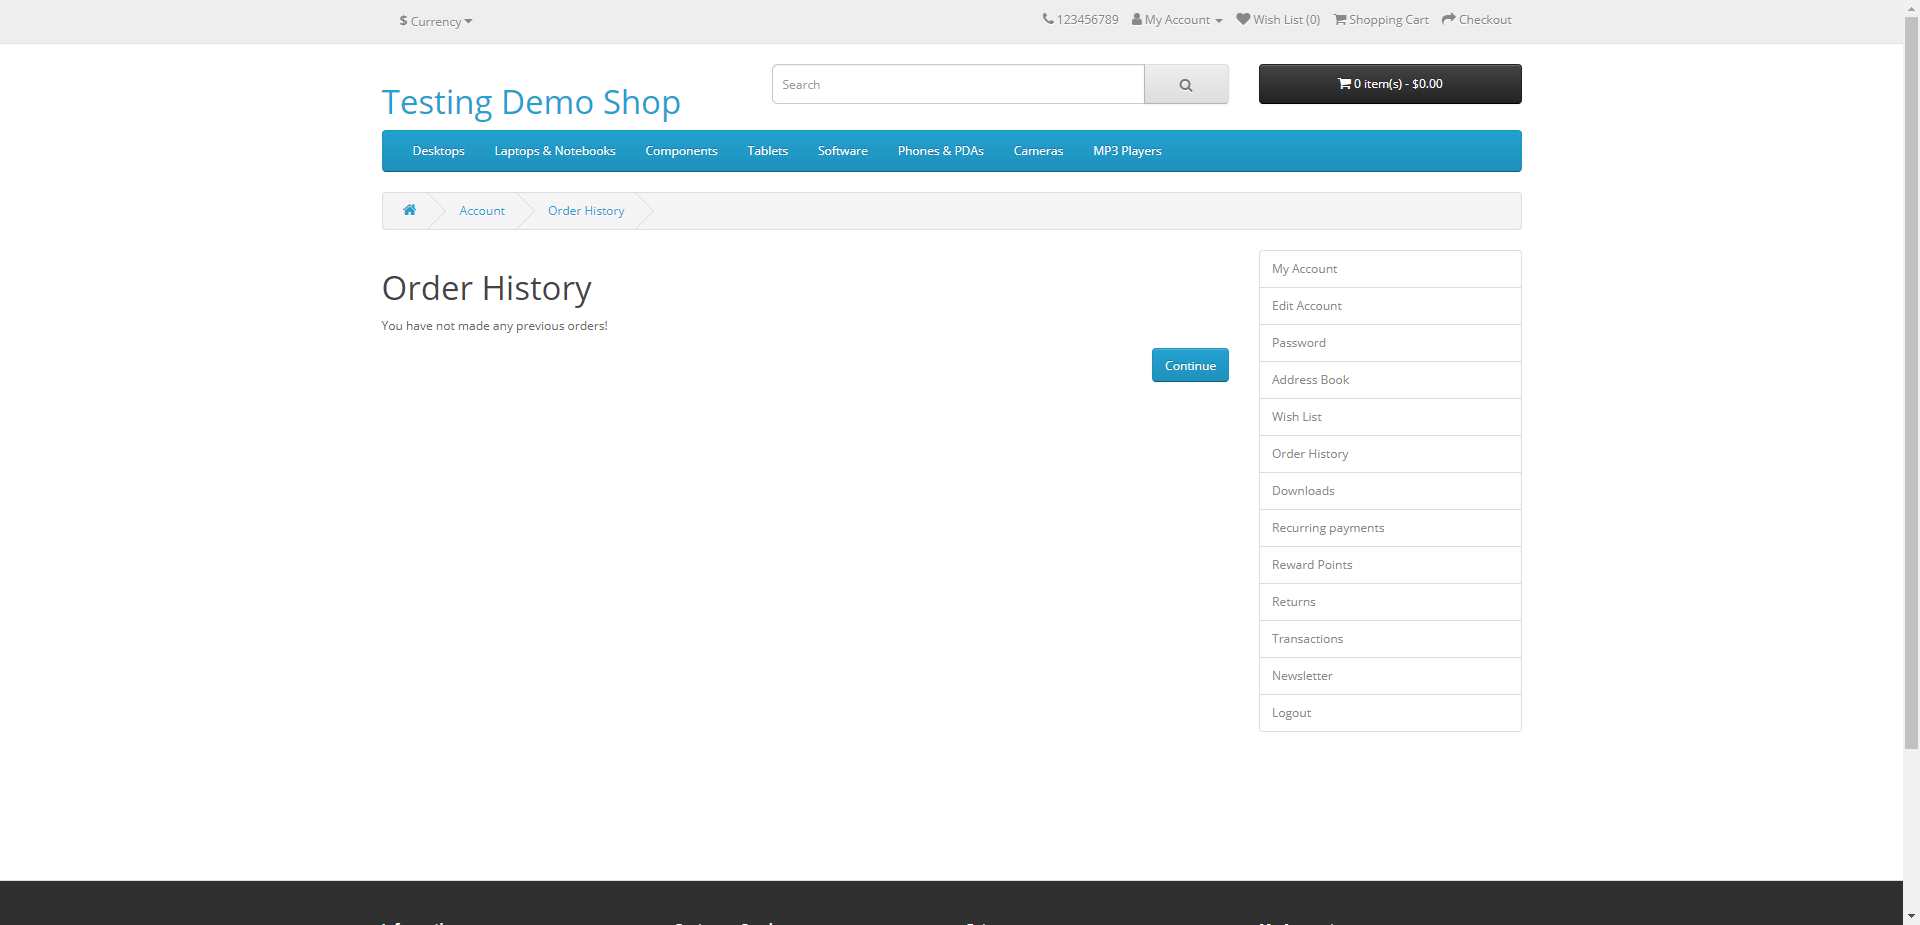 $ Currency
123456789 My Account Wish List (0) Shopping Cart Checkout
Testing Demo Shop
Search
0 item(s) - $0.00
Desktops Laptops & Notebooks Components Tablets Software Phones & PDAs Cameras MP3 Players
Account Order History
Order History
You have not made any previous orders!
Continue
My Account
Edit Account
Password
Address Book
Wish List
Order History
Downloads
Recurring payments
Reward Points
Returns
Transactions
Newsletter
Logout